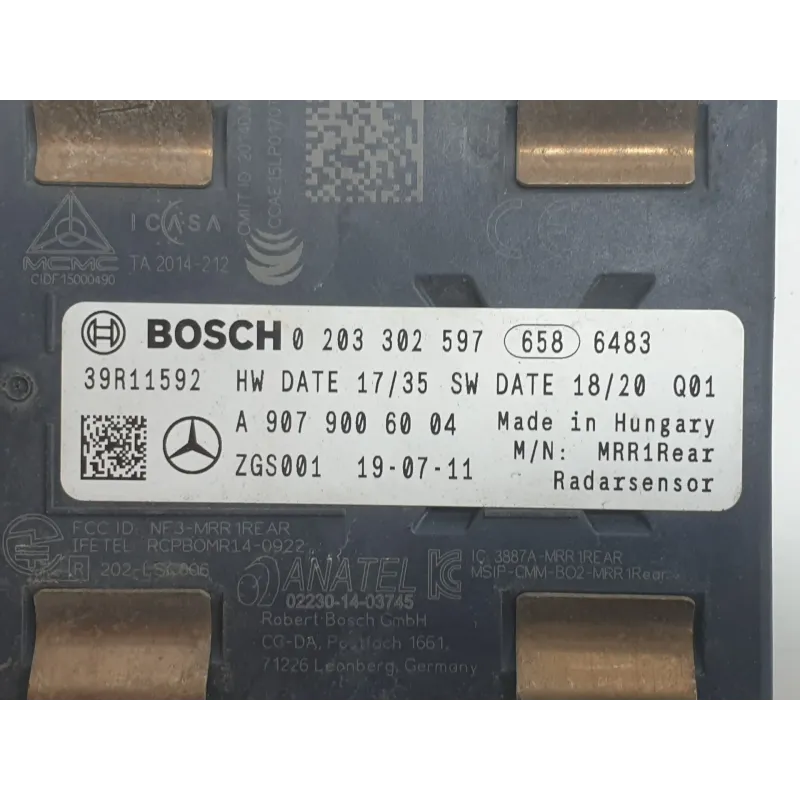 ICASA
TA 2014-212
MCMC
CIDF15000490
BOSCH 0 203 302 597 658 6483
39R11592 HW DATE 17/35 SW DATE 18/20 Q01
A 907 900 60 04 Made in Hungary
ZGS001 19-07-11 M/N: MRR1Rear
Radarsensor
FCC ID: NF3-MRR1REAR
IFETEL RCPBOMR14-0922
R 202-LSC006
ANATEL
02230-14-03745
IC 3887A-MRR1REAR
MSIP-CMM-BO2-MRR1Rear
Robert Bosch GmbH
CC-DA, Postfach 1661,
71226 Leonberg, Germany